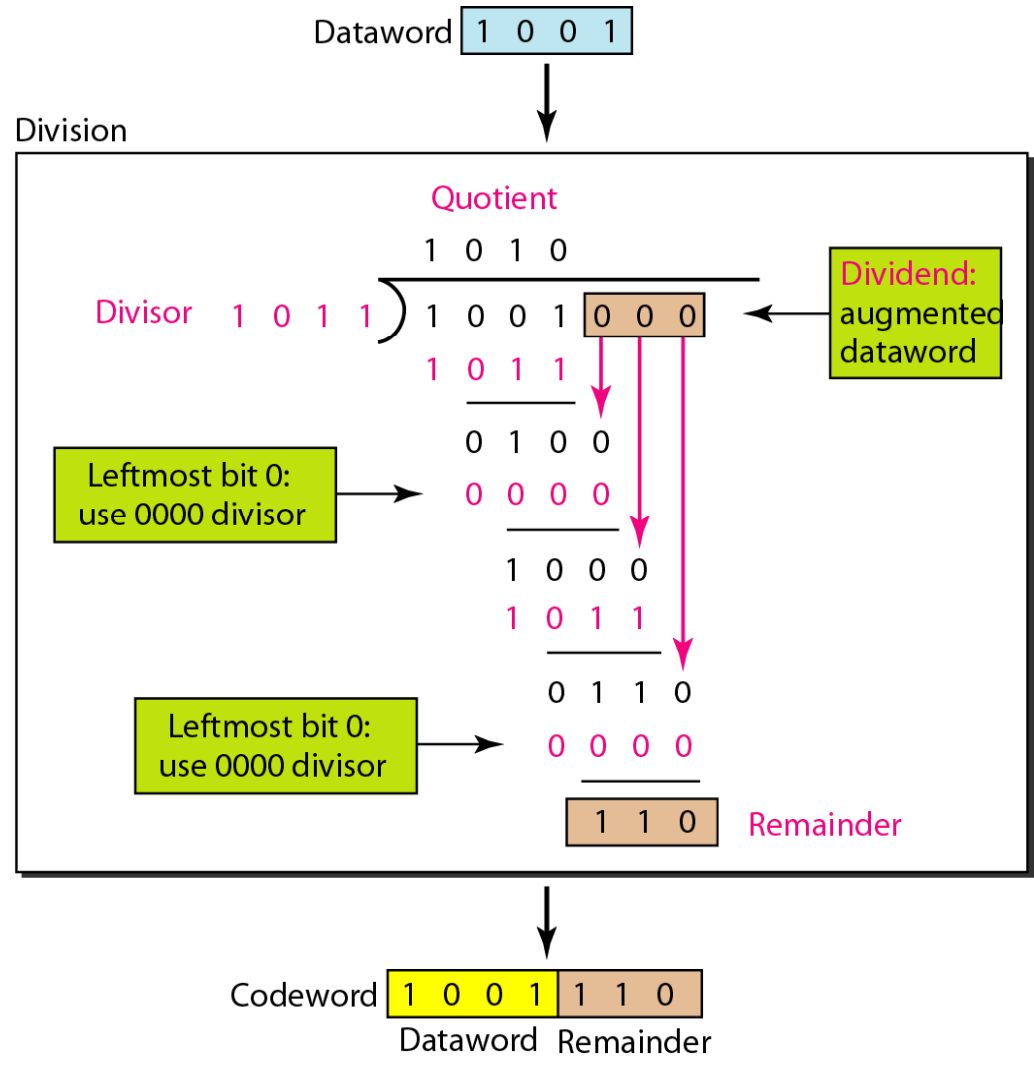 Dataword 1 0 0 1
Division
Quotient
1 0 1 0
Divisor 1 0 1 1 1 0 0 1 0 0 0
Dividend:
augmented
dataword
1 0 1 1
0 1 0 0
Leftmost bit 0:
use 0000 divisor
0 0 0 0
1 0 0 0
1 0 1 1
0 1 1 0
Leftmost bit 0:
use 0000 divisor
0 0 0 0
1 1 0 Remainder
Codeword 1 0 0 1 1 1 0
Dataword Remainder